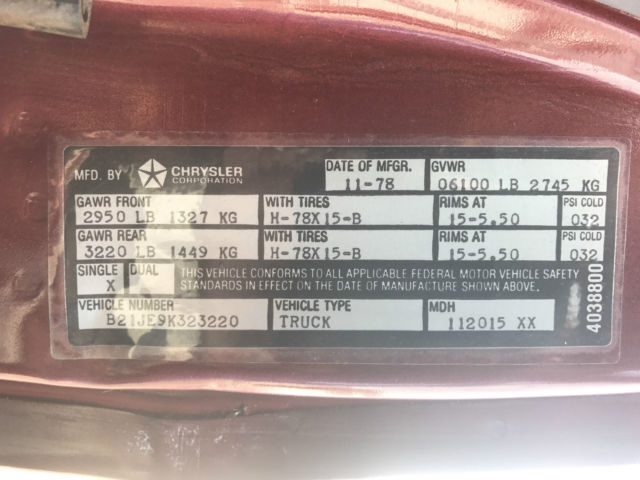 MFD. BY CHRYSLER CORPORATION DATE OF MFGR. 11-78 GVWR 06100 LB 2745 KG
GAWR FRONT WITH TIRES RIMS AT PSI COLD
2950 LB 1327 KG H-78X15-B 15-5.50 032
GAWR REAR WITH TIRES RIMS AT PSI COLD
3220 LB 1449 KG H-78X15-B 15-5.50 032
SINGLE DUAL THIS VEHICLE CONFORMS TO ALL APPLICABLE FEDERAL MOTOR VEHICLE SAFETY
X STANDARDS IN EFFECT ON THE DATE OF MANUFACTURE SHOWN ABOVE.
VEHICLE NUMBER VEHICLE TYPE MDH
B21JE9K323220 TRUCK 112015 XX
4038800